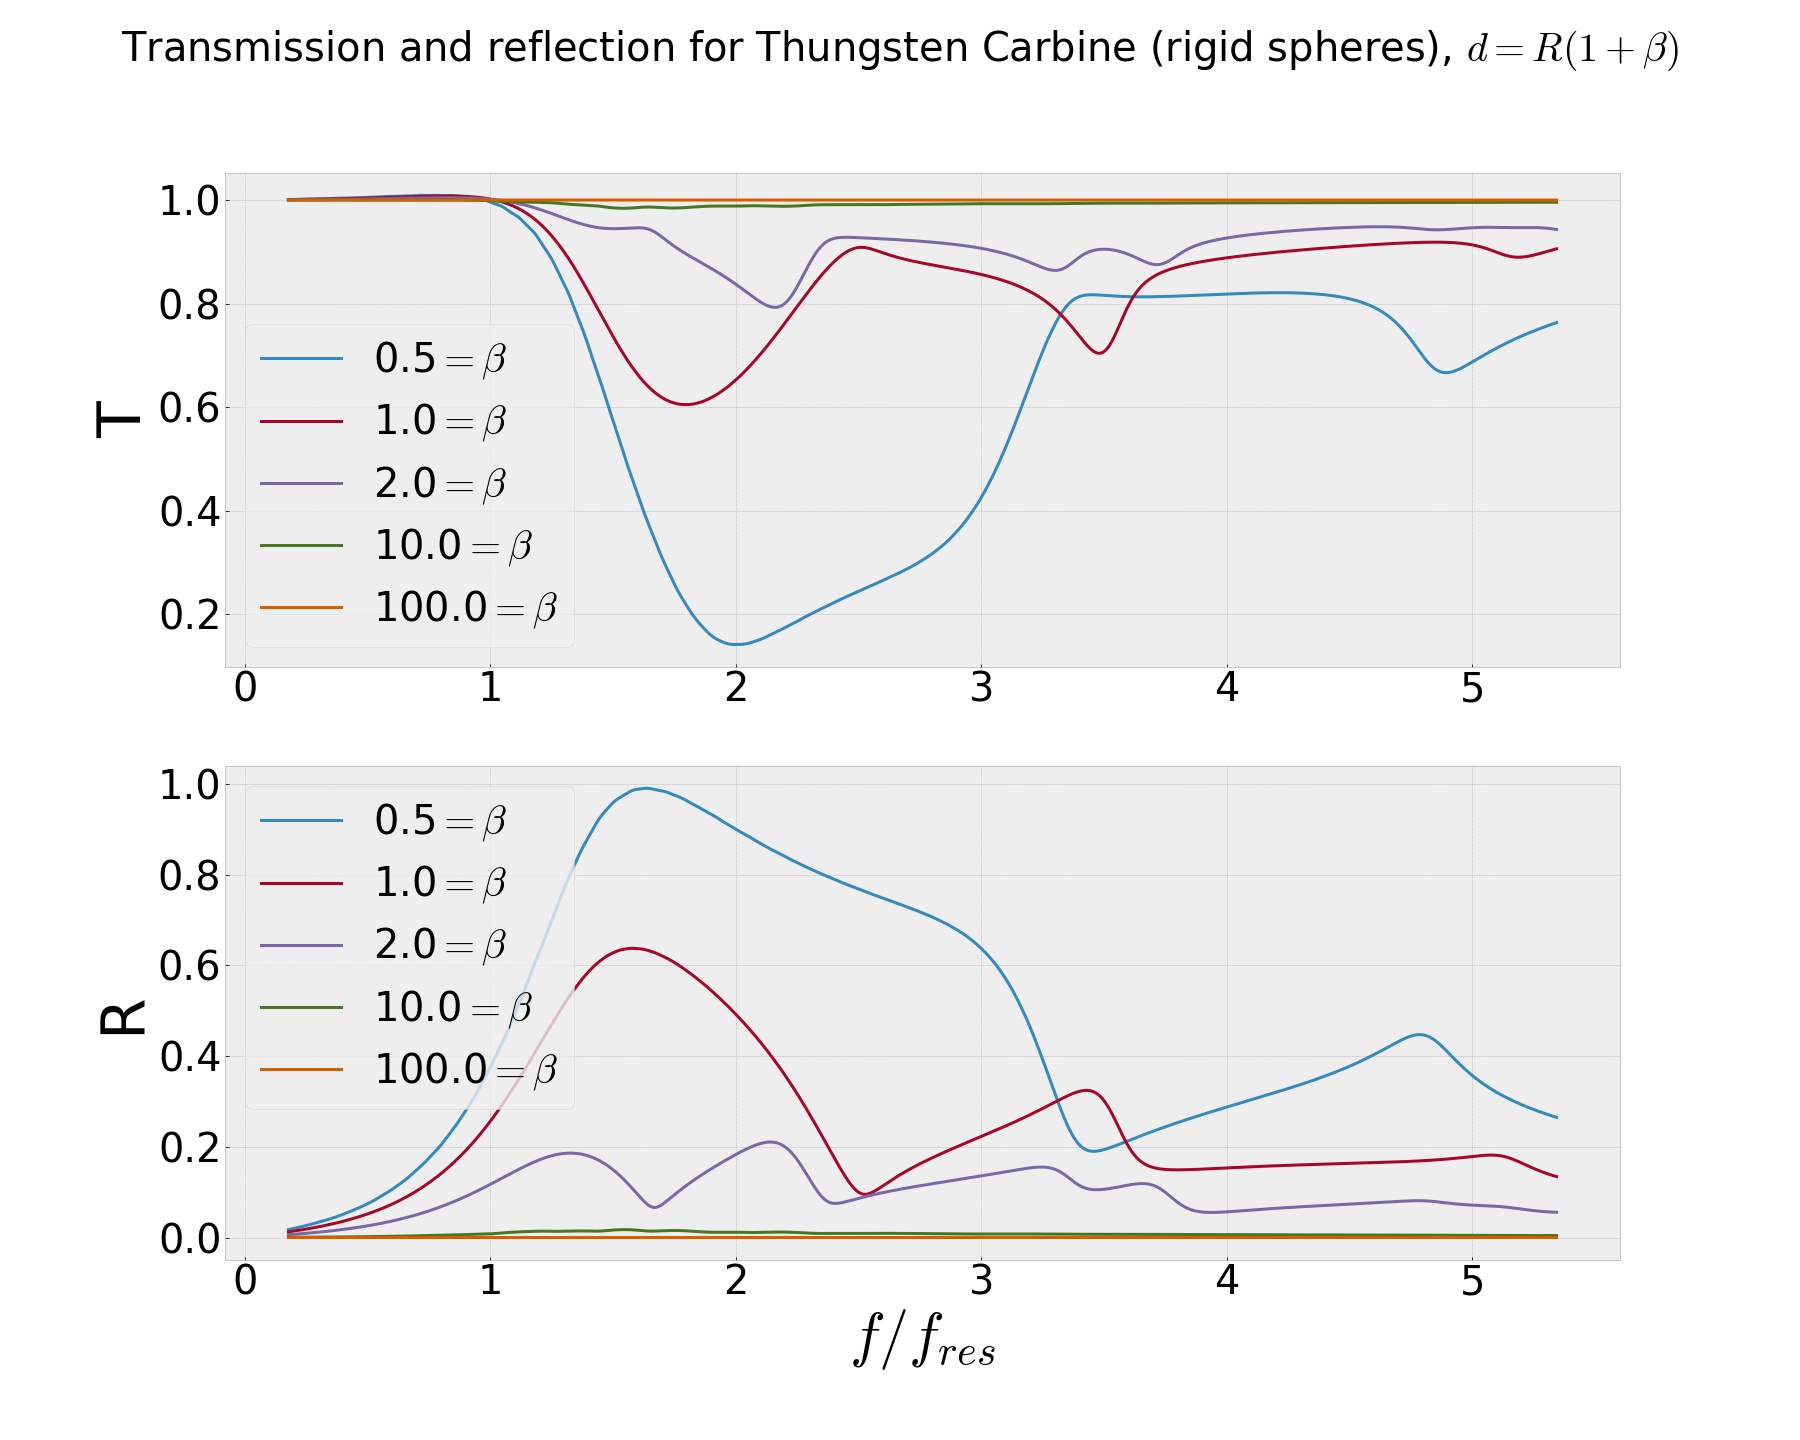 Transmission and reflection for Thungsten Carbine (rigid spheres), d = R(1 + β)
T
1.0
0.8
0.6
0.4
0.2
0.5 = β
1.0 = β
2.0 = β
10.0 = β
100.0 = β
0 1 2 3 4 5
R
1.0
0.8
0.6
0.4
0.2
0.0
0.5 = β
1.0 = β
2.0 = β
10.0 = β
100.0 = β
0 1 2 3 4 5
f/f_res